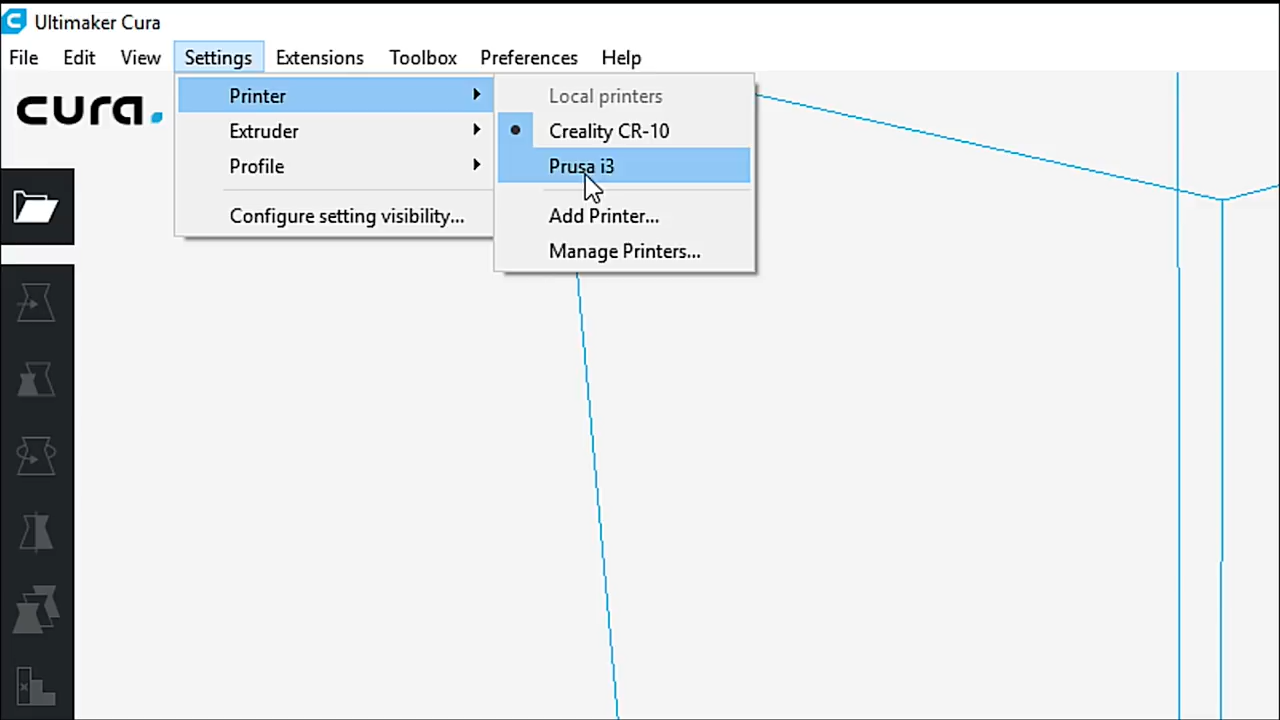 Ultimaker Cura
File Edit View Settings Extensions Toolbox Preferences Help
cura.
Printer
Extruder
Profile
Configure setting visibility...
Local printers
Creality CR-10
Prusa i3
Add Printer...
Manage Printers...